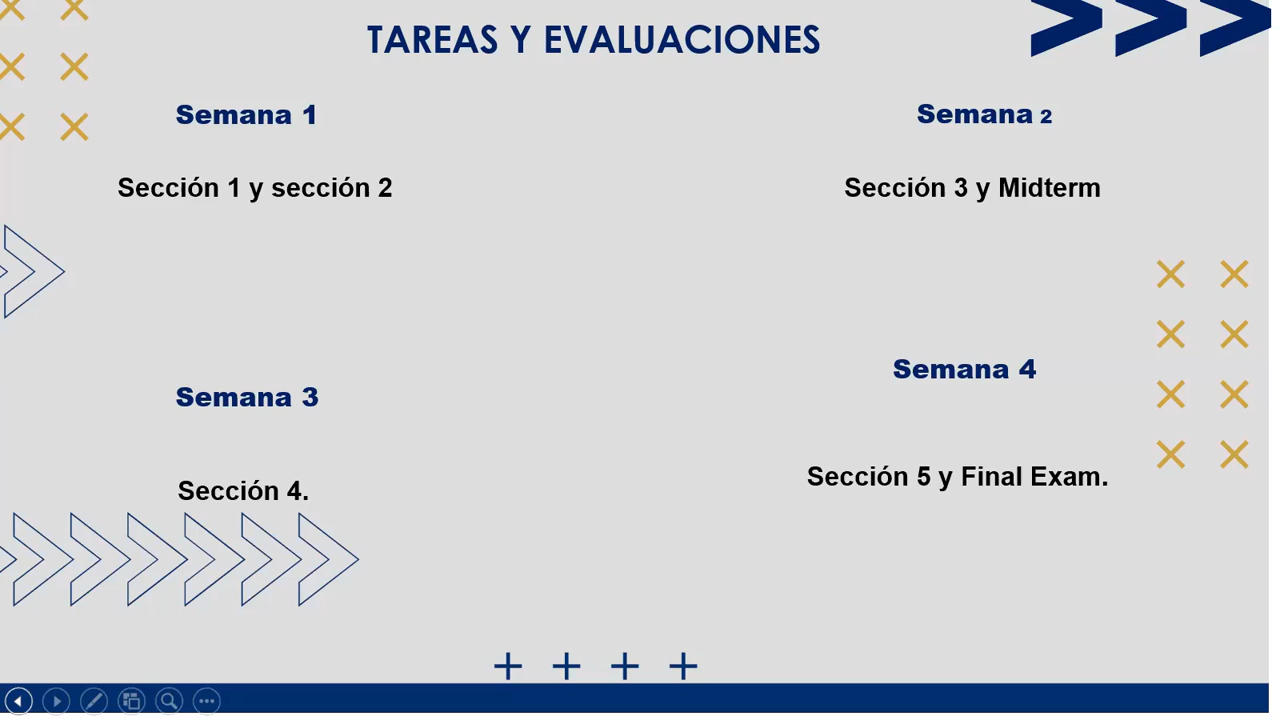 TAREAS Y EVALUACIONES
Semana 1
Semana 2
Sección 1 y sección 2
Sección 3 y Midterm
Semana 3
Semana 4
Sección 4.
Sección 5 y Final Exam.